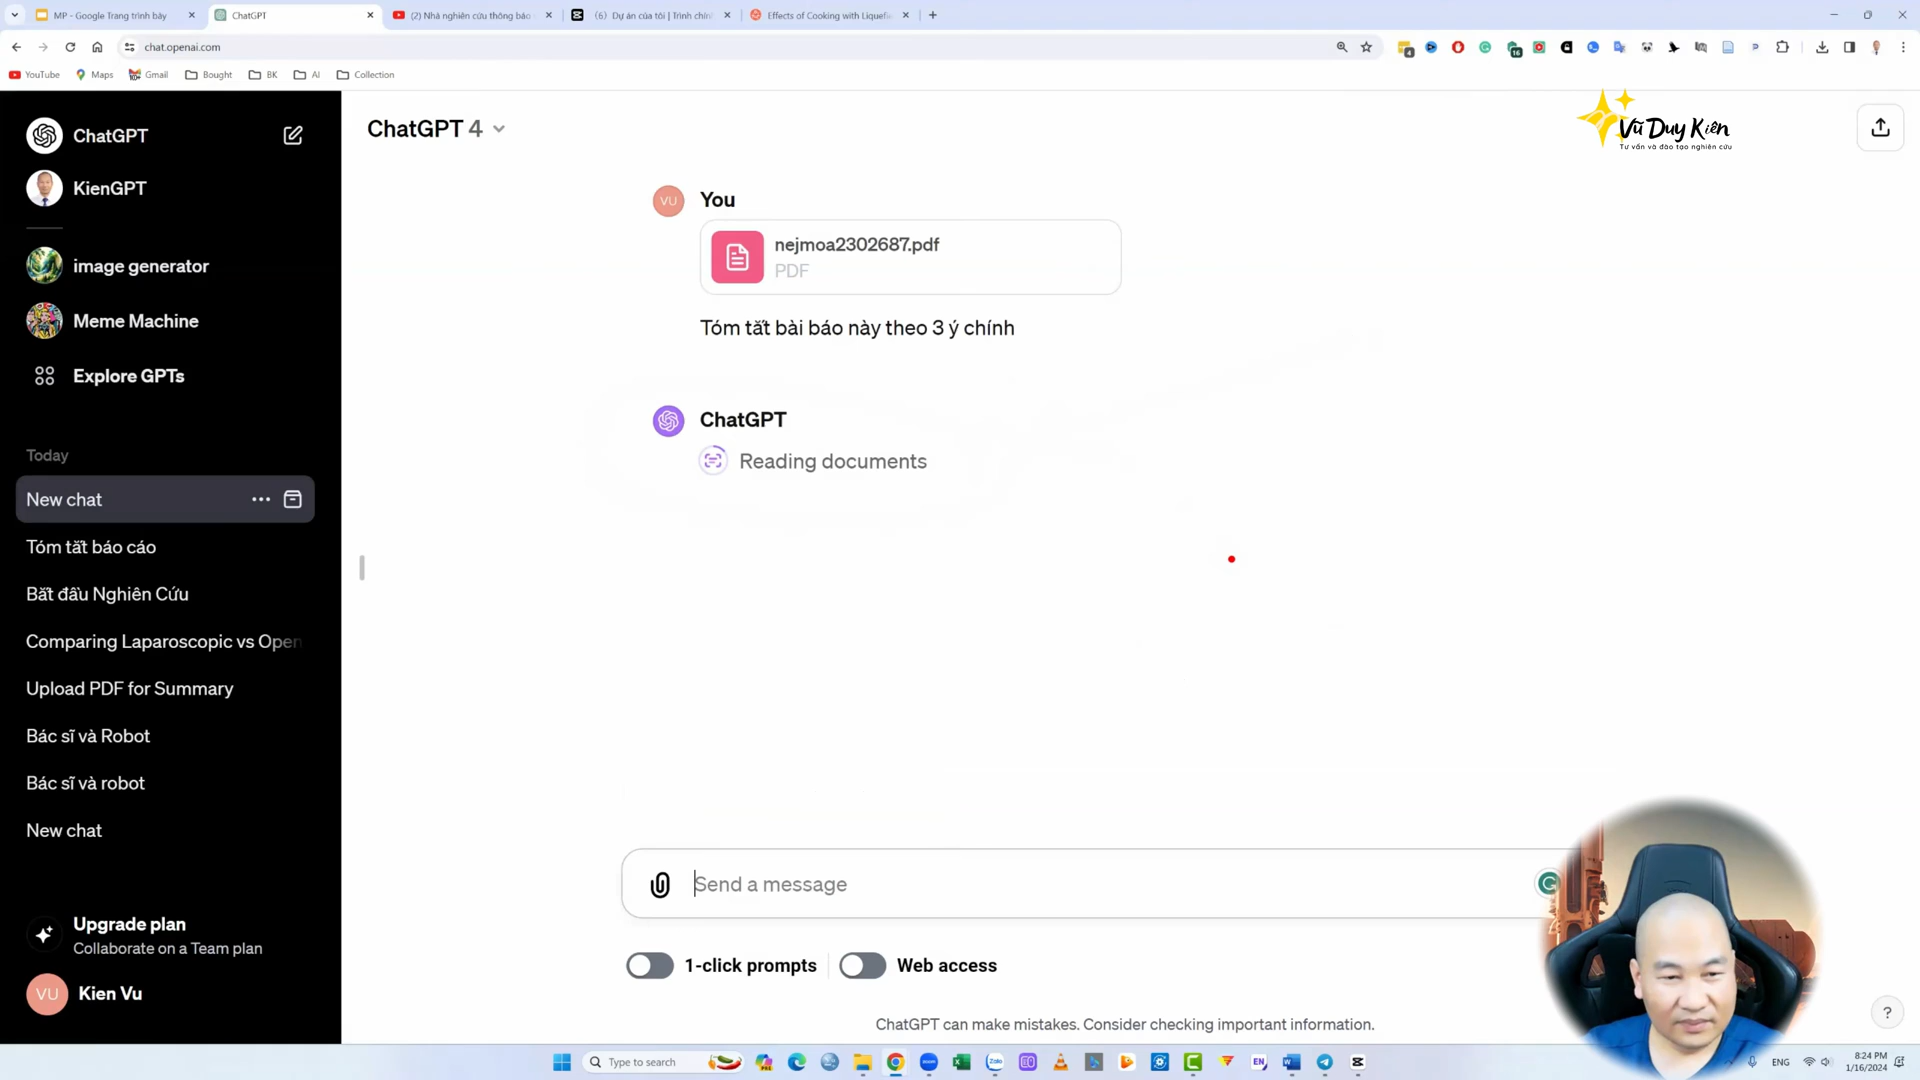 MP - Google Trang trình bày
ChatGPT
(2) Nhà nghiên cứu thông báo
(6) Dự án của tôi | Trình chỉnh
Effects of Cooking with Liquefie
chat.openai.com
YouTube
Maps
Gmail
Bought
BK
AI
Collection
ChatGPT
KienGPT
image generator
Meme Machine
Explore GPTs
Today
New chat
Tóm tắt báo cáo
Bắt đầu Nghiên Cứu
Comparing Laparoscopic vs Open
Upload PDF for Summary
Bác sĩ và Robot
Bác sĩ và robot
New chat
Upgrade plan
Collaborate on a Team plan
VU
Kien Vu
ChatGPT 4
Vũ Duy Kiên
Tư vấn và đào tạo nghiên cứu
VU
You
nejmoa2302687.pdf
PDF
Tóm tắt bài báo này theo 3 ý chính
ChatGPT
Reading documents
Send a message
1-click prompts
Web access
ChatGPT can make mistakes. Consider checking important information.
?
Type to search
ENG
8:24 PM
1/16/2024